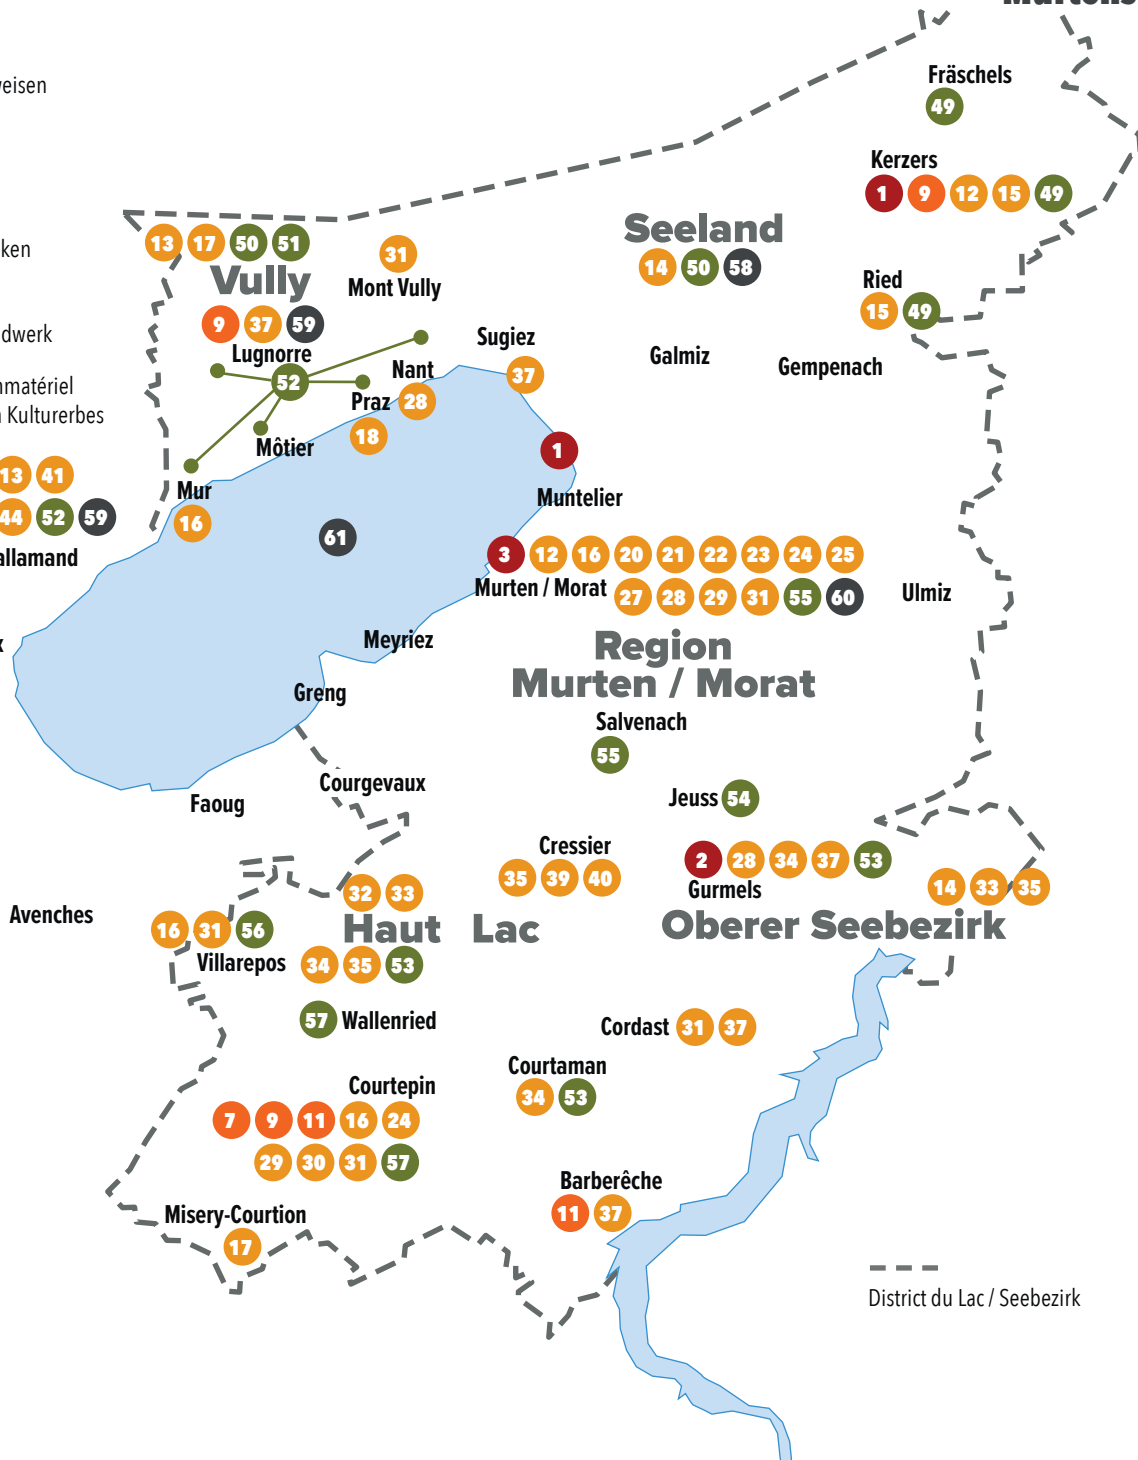 Fräschels
49
Kerzers
1 9 12 15 49
weisen
ken
dwerk
nmatériel
n Kulturerbes
13 41
44 52 59
allamand
13 17 50 51
Vully
9 37 59
Lugnorre
52
31
Mont Vully
Seeland
14 50 58
Ried
15 49
Sugiez
37
Galmiz
Gempenach
Nant
28
Praz
18
Môtier
Mur
16
1
Muntelier
61
3 12 16 20 21 22 23 24 25
Murten / Morat 27 28 29 31 55 60
Ulmiz
Meyriez
Region
Murten / Morat
Greng
Salvenach
55
Courgevaux
Faoug
Jeuss 54
Cressier
35 39 40
2 28 34 37 53
Gurmels
14 33 35
Oberer Seebezirk
32 33
Haut Lac
34 35 53
Avenches
16 31 56
Villarepos
57 Wallenried
Cordast 31 37
Courtaman
34 53
Courtepin
7 9 11 16 24
29 30 31 57
Barberêche
11 37
Misery-Courtion
17
District du Lac / Seebezirk